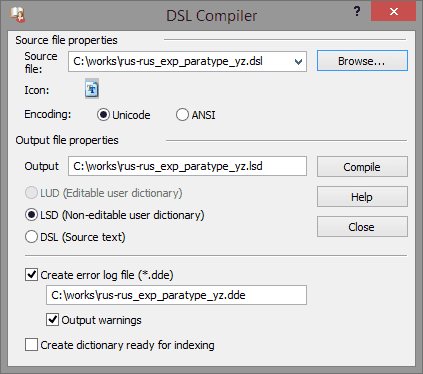 DSL Compiler
?
Source file properties
Source file:
C:\works\rus-rus_exp_paratype_yz.dsl
Browse...
Icon:
T
Encoding:
Unicode
ANSI
Output file properties
Output
C:\works\rus-rus_exp_paratype_yz.lsd
Compile
LUD (Editable user dictionary)
Help
LSD (Non-editable user dictionary)
Close
DSL (Source text)
Create error log file (*.dde)
C:\works\rus-rus_exp_paratype_yz.dde
Output warnings
Create dictionary ready for indexing